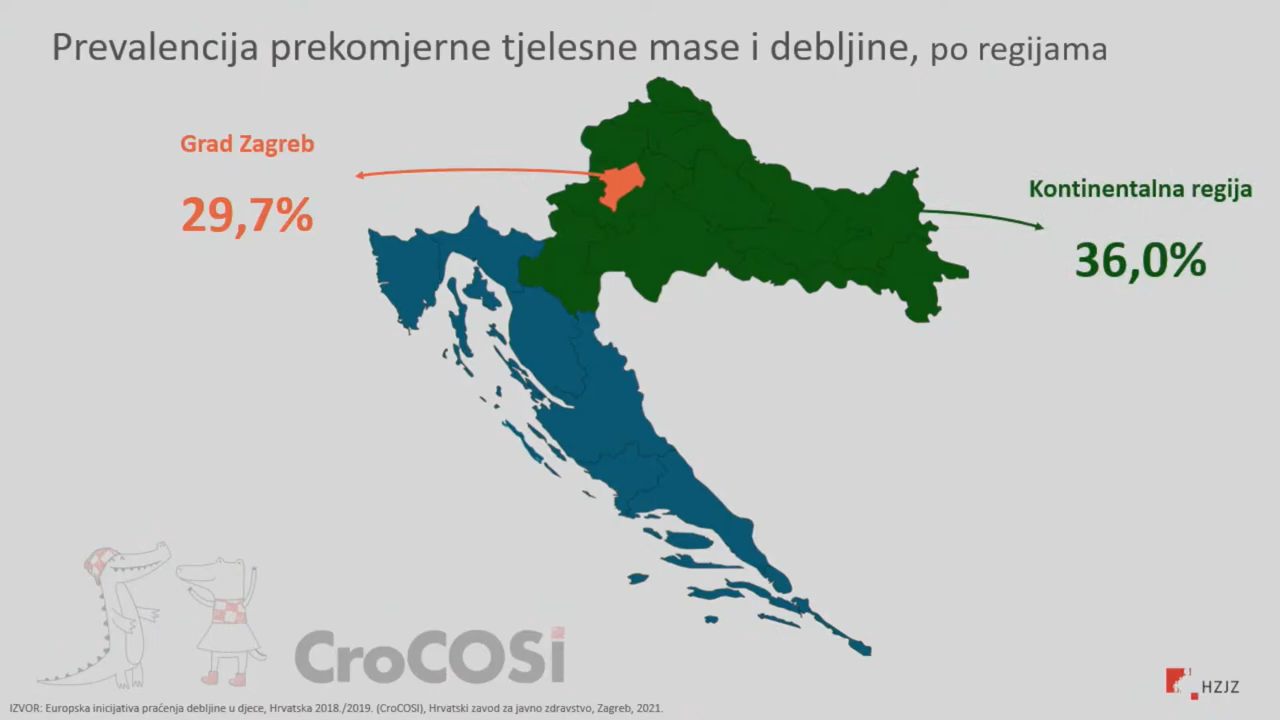 Prevalencija prekomjerne tjelesne mase i debljine, po regijama
Grad Zagreb
29,7%
Kontinentalna regija
36,0%
CroCOSi
HZJZ
IZVOR: Europska inicijativa praćenja debljine u djece, Hrvatska 2018./2019. (CroCOSI), Hrvatski zavod za javno zdravstvo, Zagreb, 2021.